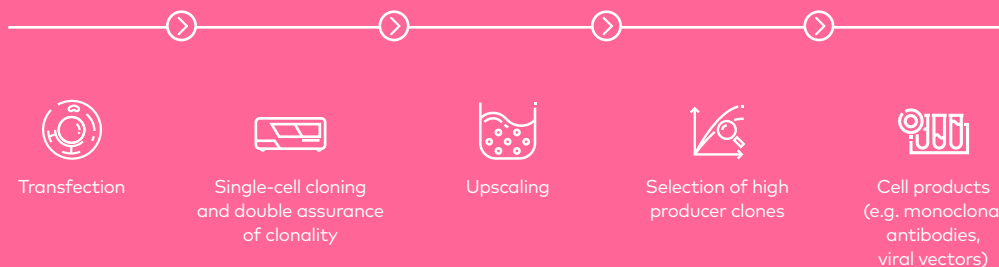 Transfection
Single-cell cloning
and double assurance
of clonality
Upscaling
Selection of high
producer clones
Cell products
(e.g. monoclona
antibodies,
viral vectors)